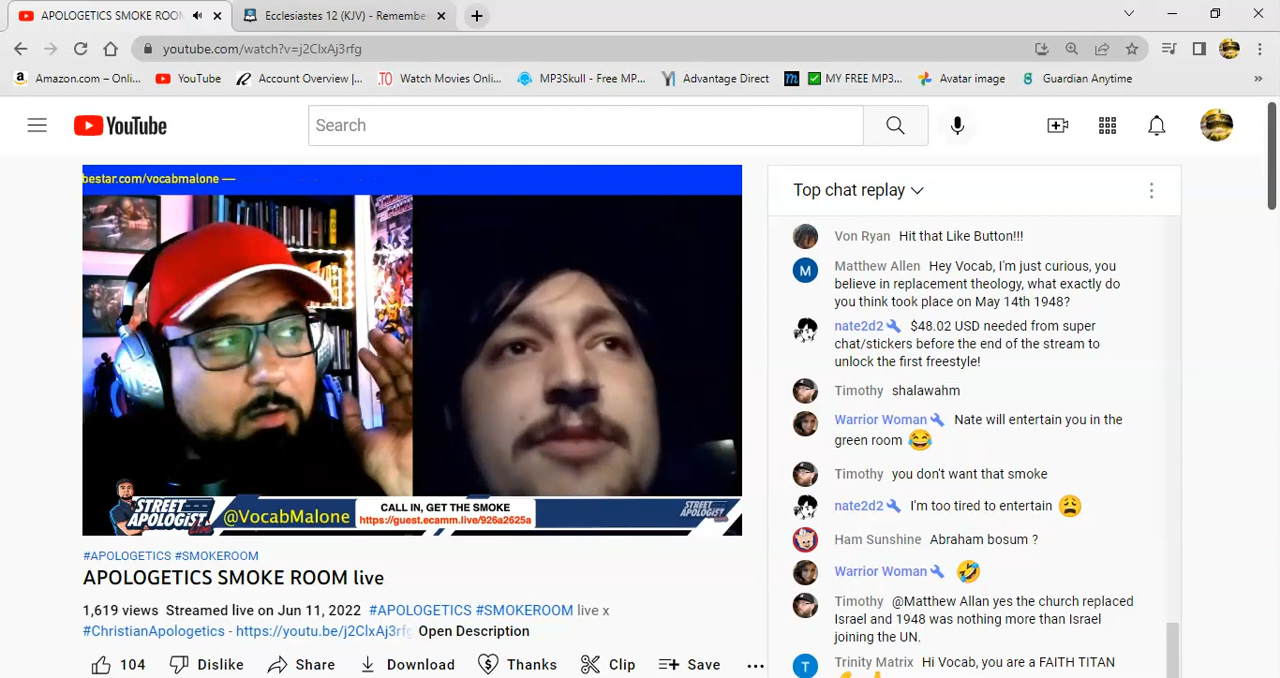 APOLOGETICS SMOKE ROOM
Ecclesiastes 12 (KJV) - Remembe
youtube.com/watch?v=j2ClxAj3rfg
Amazon.com – Onli...
YouTube
Account Overview |...
.TO Watch Movies Onli...
MP3Skull - Free MP...
Advantage Direct
m ✅ MY FREE MP3...
Avatar image
Guardian Anytime
»
YouTube
Search
bestar.com/vocabmalone —
STREET
APOLOGIST
LIVE
@VocabMalone
CALL IN, GET THE SMOKE
https://guest.ecamm.live/926a2625a
STREET
APOLOGIST
#APOLOGETICS #SMOKEROOM
APOLOGETICS SMOKE ROOM live
1,619 views Streamed live on Jun 11, 2022 #APOLOGETICS #SMOKEROOM live x
#ChristianApologetics - https://youtu.be/j2ClxAj3rfg Open Description
104
Dislike
Share
Download
Thanks
Clip
Save
...
Top chat replay
Von Ryan Hit that Like Button!!!
M Matthew Allen Hey Vocab, I'm just curious, you
believe in replacement theology, what exactly do
you think took place on May 14th 1948?
nate2d2 $48.02 USD needed from super
chat/stickers before the end of the stream to
unlock the first freestyle!
Timothy shalawahm
Warrior Woman Nate will entertain you in the
green room 😂
Timothy you don't want that smoke
nate2d2 I'm too tired to entertain 😩
Ham Sunshine Abraham bosum ?
Warrior Woman 🤣
Timothy @Matthew Allan yes the church replaced
Israel and 1948 was nothing more than Israel
joining the UN.
T Trinity Matrix Hi Vocab, you are a FAITH TITAN